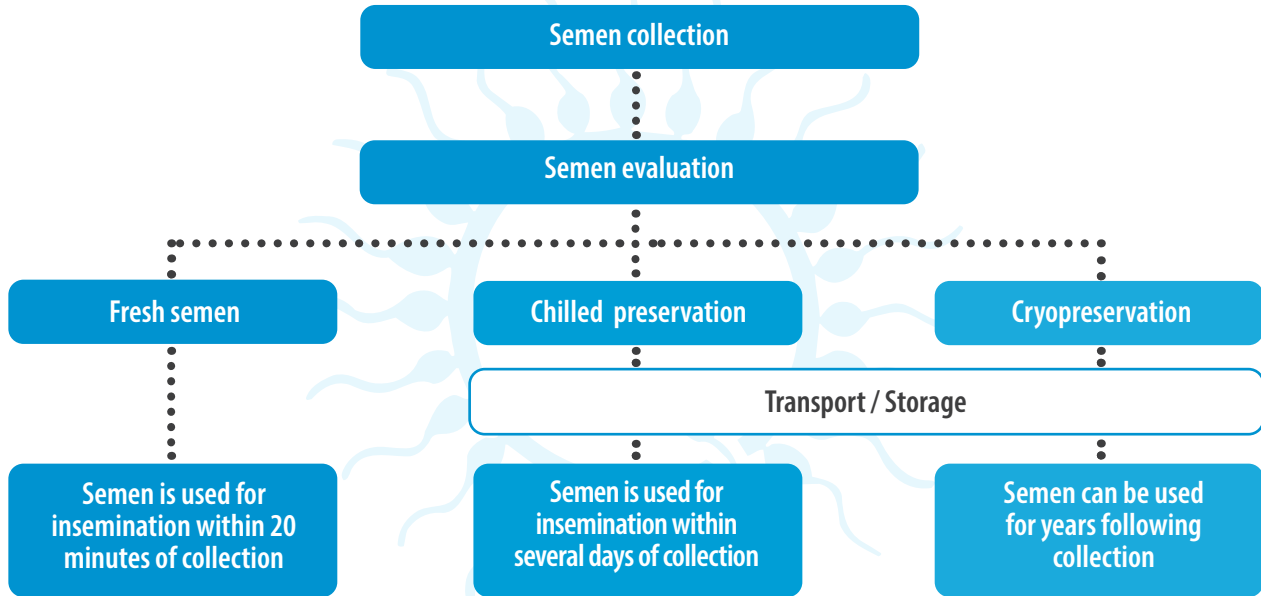 Semen collection
Semen evaluation
Fresh semen
Chilled preservation
Cryopreservation
Transport / Storage
Semen is used for
insemination within 20
minutes of collection
Semen is used for
insemination within
several days of collection
Semen can be used
for years following
collection